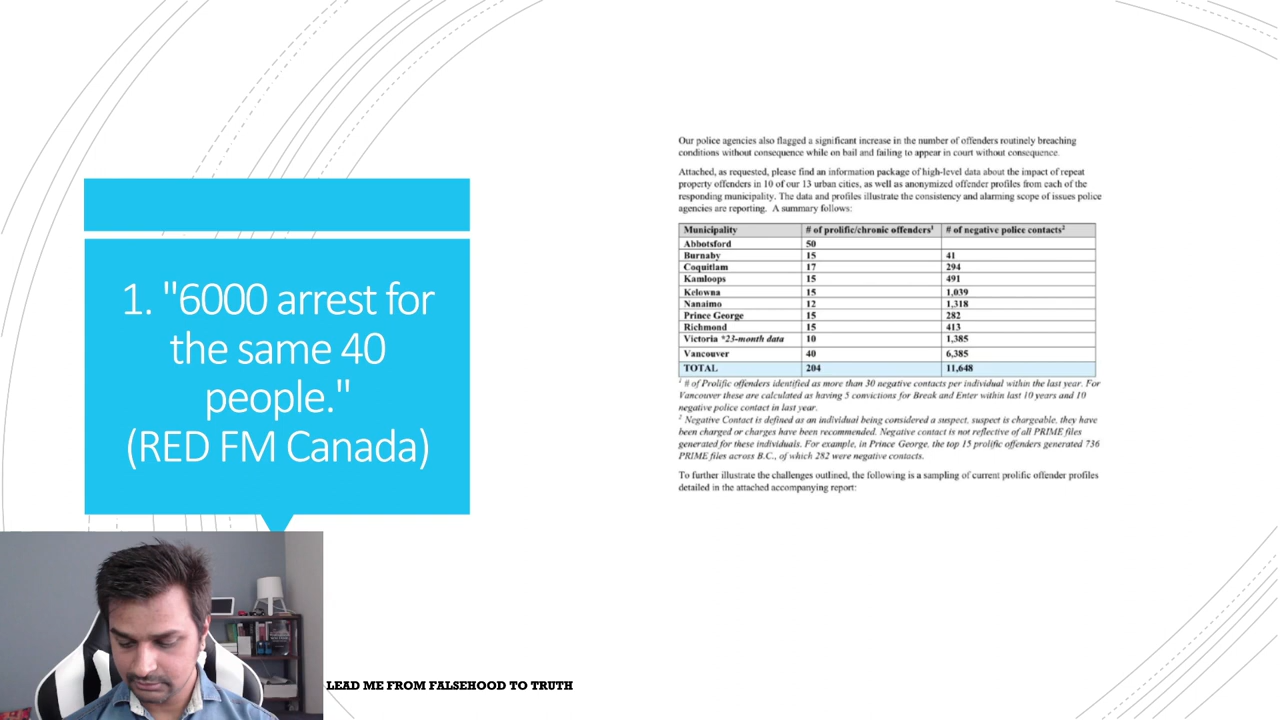 1. "6000 arrest for
the same 40
people."
(RED FM Canada)
Our police agencies also flagged a significant increase in the number of offenders routinely breaching
conditions without consequence while on bail and failing to appear in court without consequence.
Attached, as requested, please find an information package of high-level data about the impact of repeat
property offenders in 10 of our 13 urban cities, as well as anonymized offender profiles from each of the
responding municipality. The data and profiles illustrate the consistency and alarming scope of issues police
agencies are reporting. A summary follows:
Municipality # of prolific/chronic offenders¹ # of negative police contacts²
Abbotsford 50
Burnaby 15 41
Coquitlam 17 294
Kamloops 15 491
Kelowna 15 1,039
Nanaimo 12 1,318
Prince George 15 282
Richmond 15 413
Victoria *23-month data 10 1,385
Vancouver 40 6,385
TOTAL 204 11,648
¹ # of Prolific offenders identified as more than 30 negative contacts per individual within the last year. For
Vancouver these are calculated as having 5 convictions for Break and Enter within last 10 years and 10
negative police contact in last year.
² Negative Contact is defined as an individual being considered a suspect, suspect is chargeable, they have
been charged or charges have been recommended. Negative contact is not reflective of all PRIME files
generated for these individuals. For example, in Prince George, the top 15 prolific offenders generated 736
PRIME files across B.C., of which 282 were negative contacts.
To further illustrate the challenges outlined, the following is a sampling of current prolific offender profiles
detailed in the attached accompanying report:
LEAD ME FROM FALSEHOOD TO TRUTH